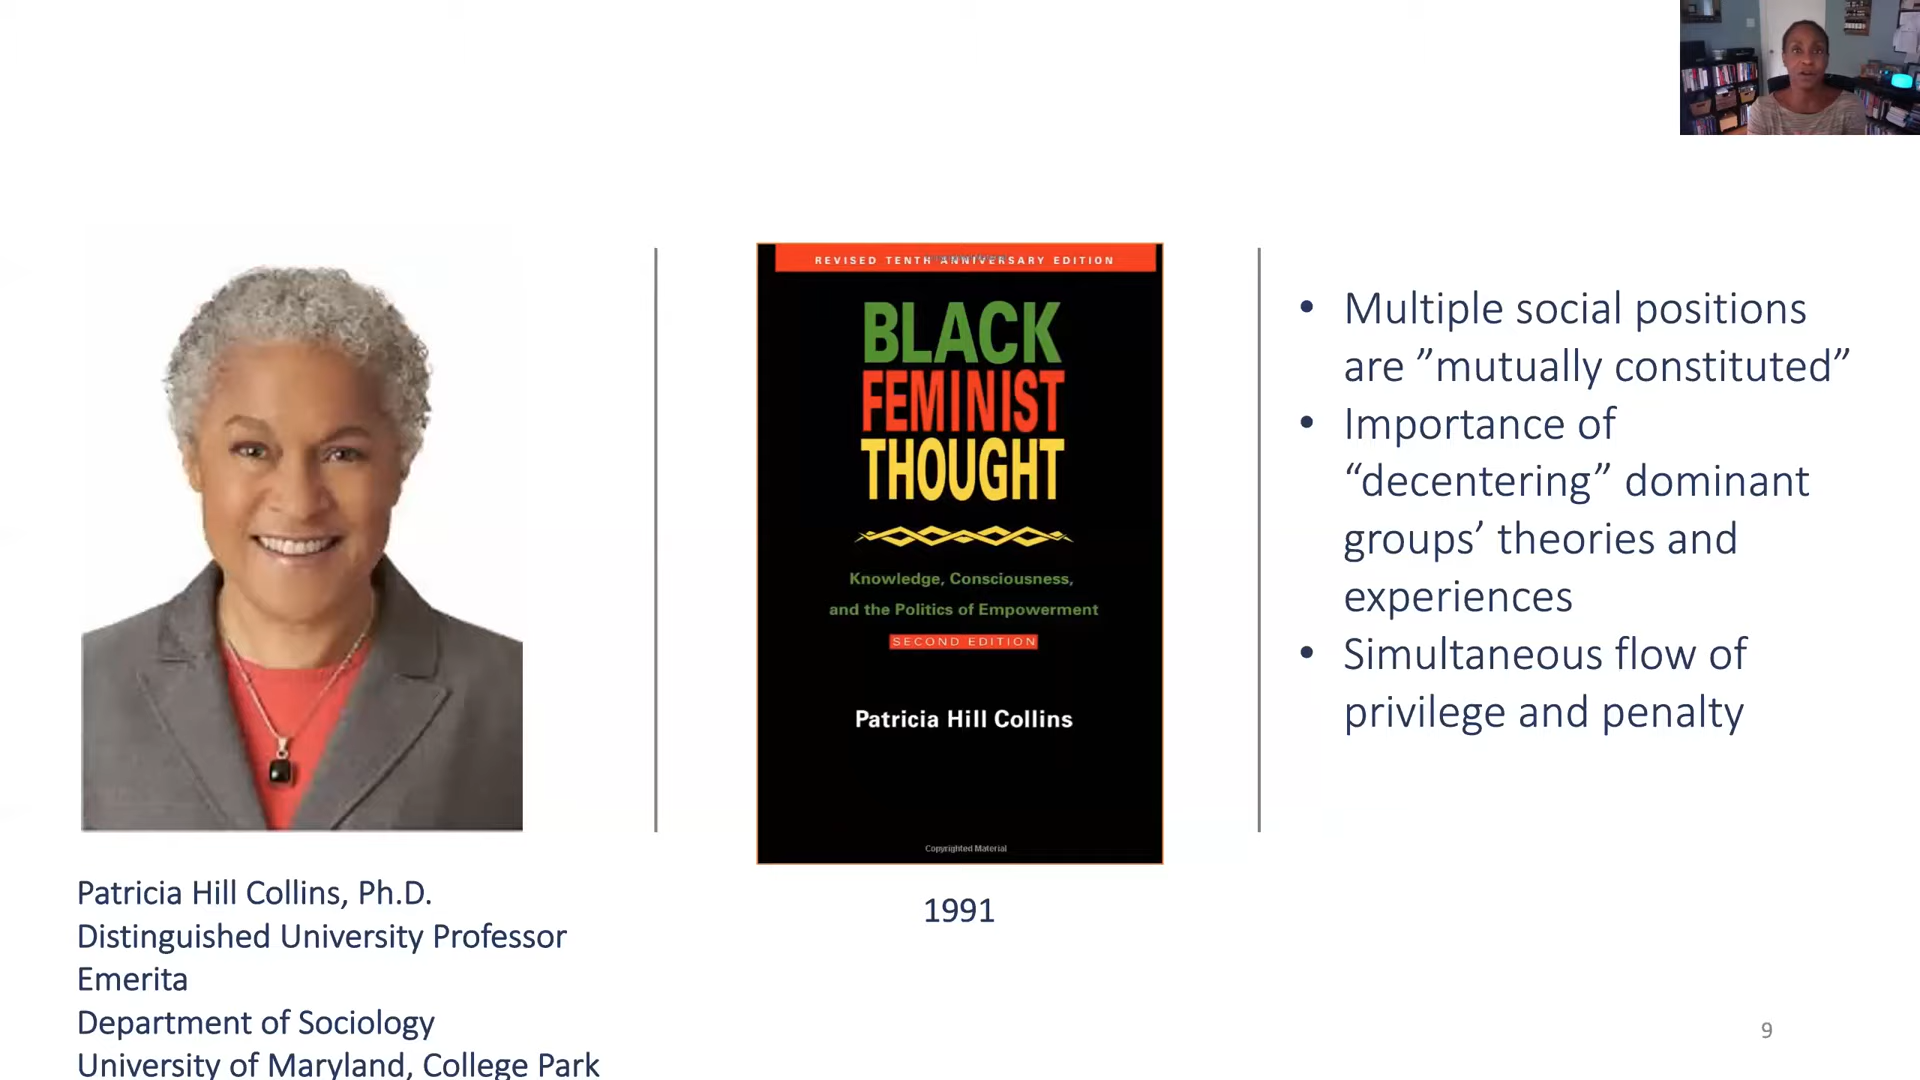 REVISED TENTH ANNIVERSARY EDITION
BLACK
FEMINIST
THOUGHT
Knowledge, Consciousness,
and the Politics of Empowerment
SECOND EDITION
Patricia Hill Collins
Copyrighted Material
Patricia Hill Collins, Ph.D.
Distinguished University Professor
Emerita
Department of Sociology
University of Maryland, College Park
1991
• Multiple social positions
are ”mutually constituted”
• Importance of
“decentering” dominant
groups’ theories and
experiences
• Simultaneous flow of
privilege and penalty
9